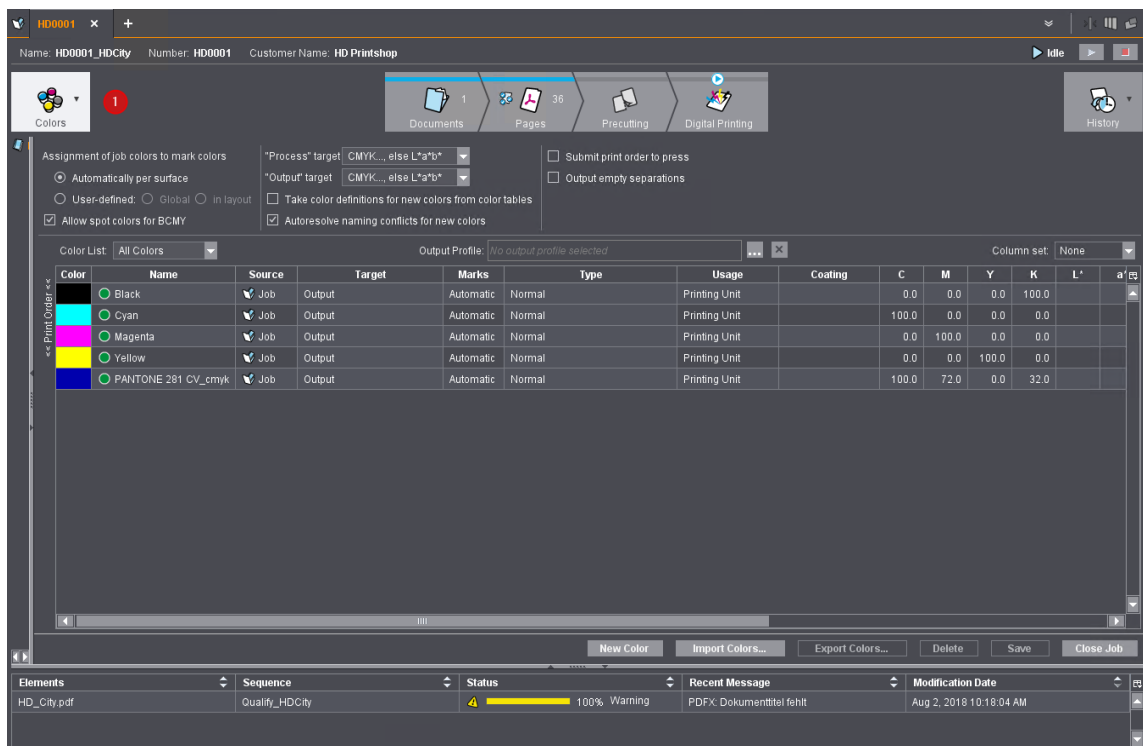 HD0001 × +
Name: HD0001_HDCity Number: HD0001 Customer Name: HD Printshop Idle
Colors
1
Documents 1
Pages 36
Precutting
Digital Printing
History
Assignment of job colors to mark colors
Automatically per surface
User-defined: Global in layout
Allow spot colors for BCMY
"Process" target CMYK..., else L*a*b*
"Output" target CMYK..., else L*a*b*
Take color definitions for new colors from color tables
Autoresolve naming conflicts for new colors
Submit print order to press
Output empty separations
Color List: All Colors Output Profile: No output profile selected ... Column set: None
<< Print Order <<
Color Name Source Target Marks Type Usage Coating C M Y K L* a*
Black Job Output Automatic Normal Printing Unit 0.0 0.0 0.0 100.0
Cyan Job Output Automatic Normal Printing Unit 100.0 0.0 0.0 0.0
Magenta Job Output Automatic Normal Printing Unit 0.0 100.0 0.0 0.0
Yellow Job Output Automatic Normal Printing Unit 0.0 0.0 100.0 0.0
PANTONE 281 CV_cmyk Job Output Automatic Normal Printing Unit 100.0 72.0 0.0 32.0
New Color Import Colors... Export Colors... Delete Save Close Job
Elements Sequence Status Recent Message Modification Date
HD_City.pdf Qualify_HDCity 100% Warning PDFX: Dokumenttitel fehlt Aug 2, 2018 10:18:04 AM